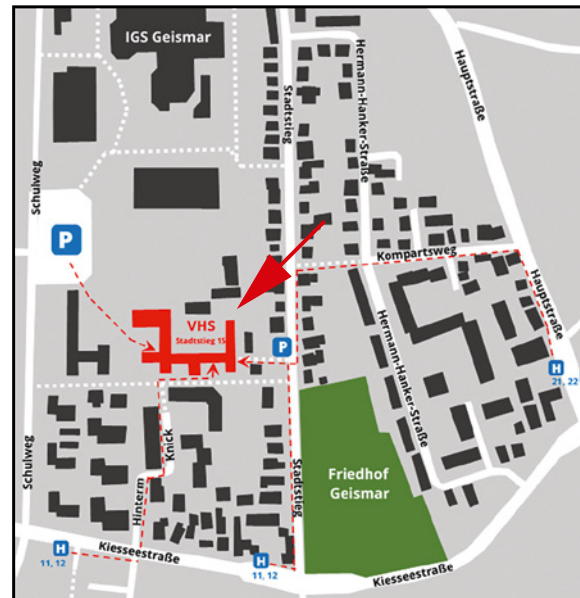 IGS Geismar
Hauptstraße
Hermann-Hanker-Straße
Stadtstieg
Schulweg
P
Kompartsweg
Hauptstraße
VHS
Stadtstieg 15
Hermann-Hanker-Straße
P
H
21, 22
Knick
Schulweg
Stadtstieg
Friedhof
Geismar
Hinterm
H
11, 12
Kiesseestraße
H
11, 12
Kiesseestraße